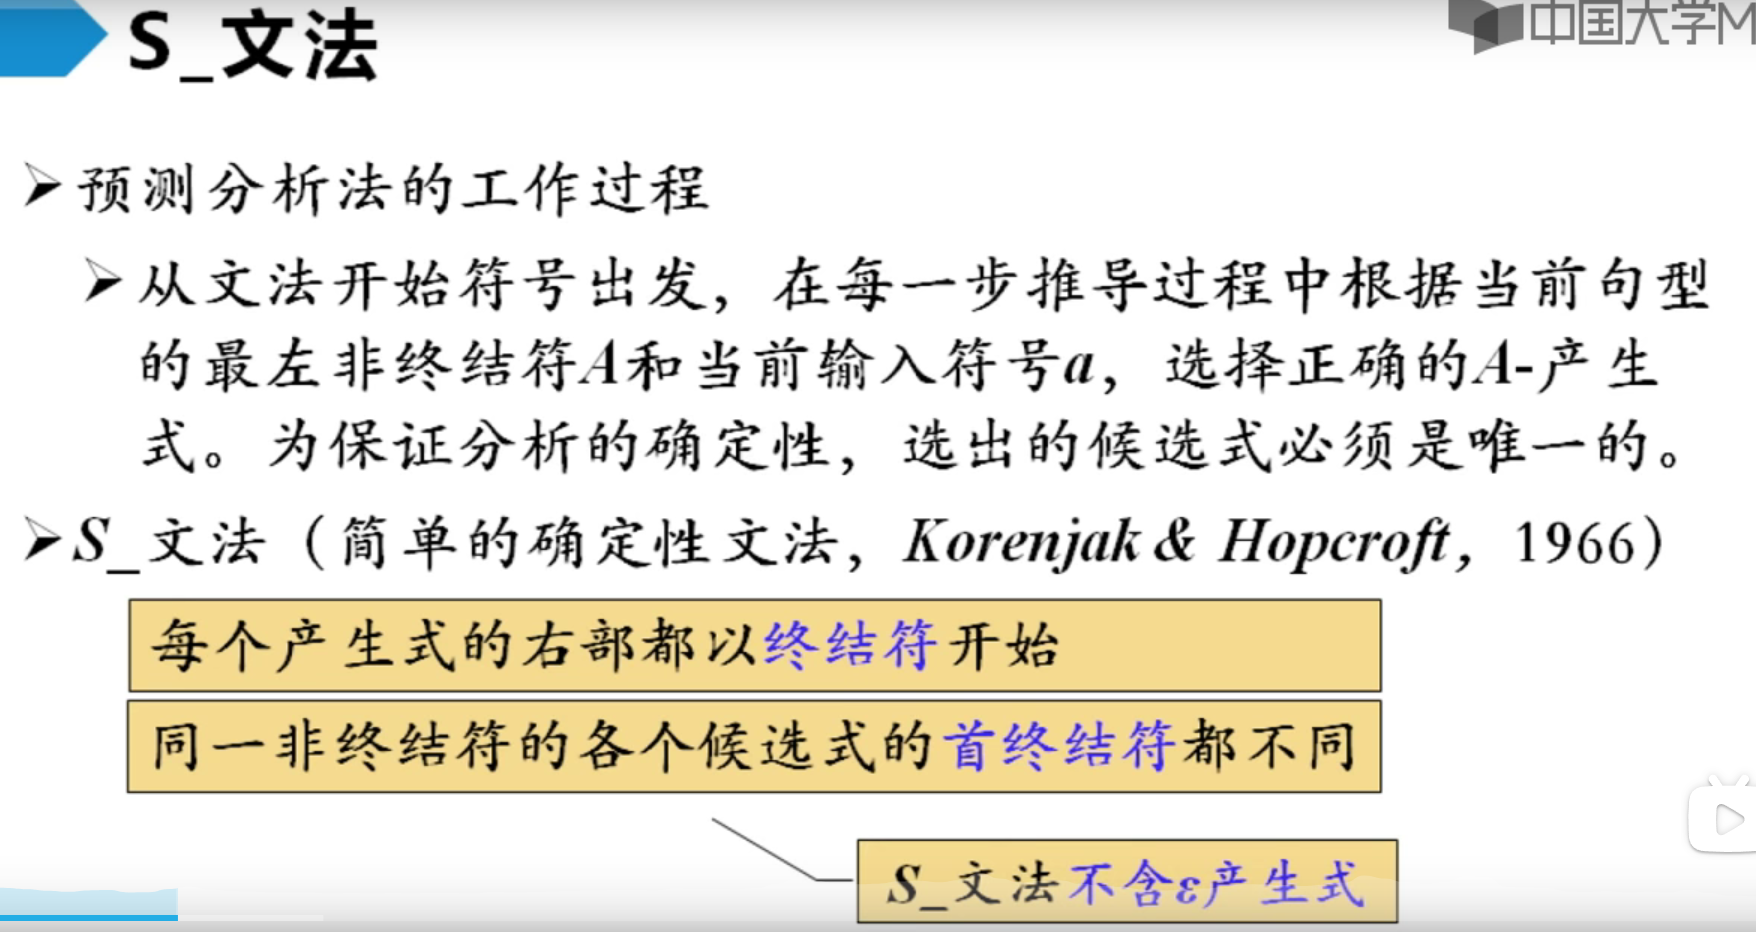 S_文法
中国大学M
➢预测分析法的工作过程
➢从文法开始符号出发，在每一步推导过程中根据当前句型
的最左非终结符A和当前输入符号a，选择正确的A-产生
式。为保证分析的确定性，选出的候选式必须是唯一的。
➢S_文法（简单的确定性文法，Korenjak & Hopcroft，1966）
每个产生式的右部都以终结符开始
同一非终结符的各个候选式的首终结符都不同
S_文法不含ε产生式